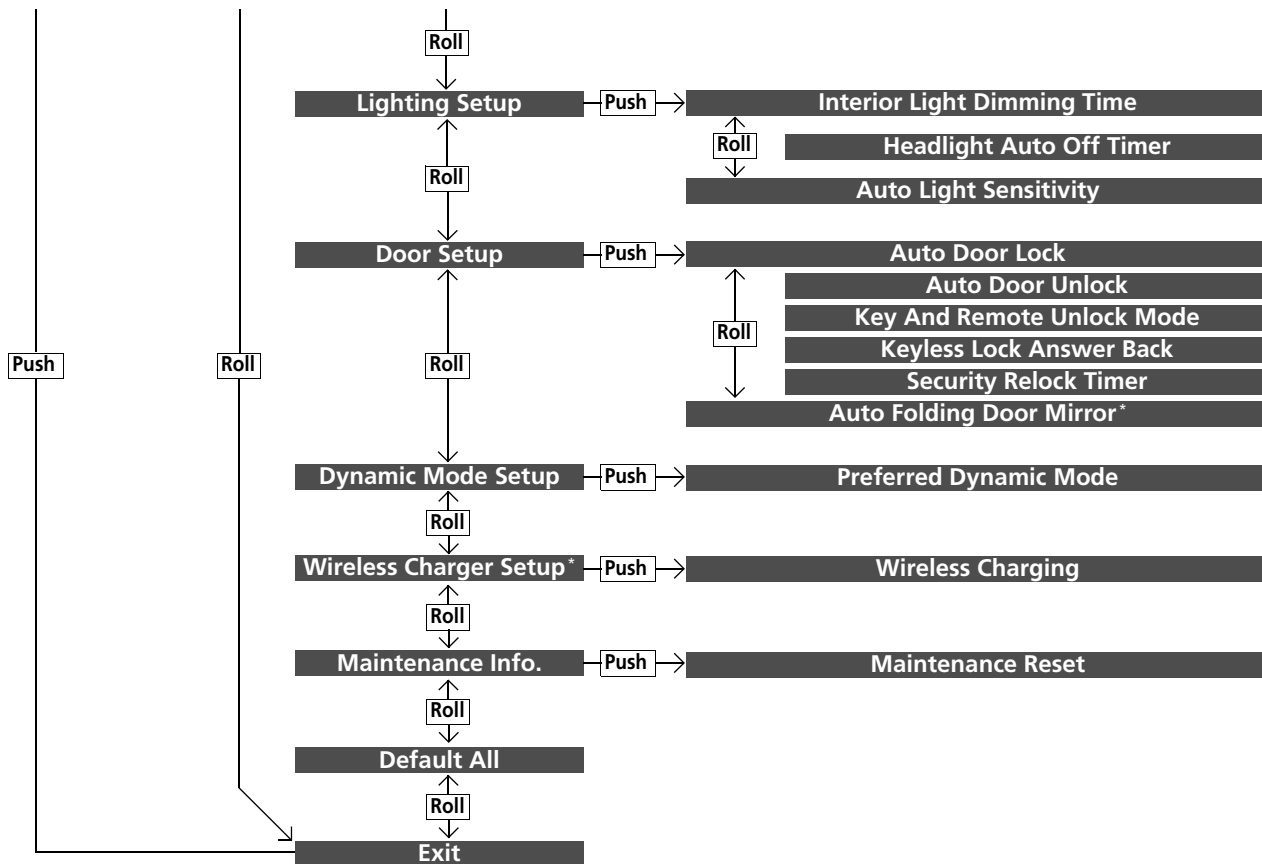 Roll
Lighting Setup Push Interior Light Dimming Time
Roll Headlight Auto Off Timer
Roll
Auto Light Sensitivity
Door Setup Push Auto Door Lock
Auto Door Unlock
Key And Remote Unlock Mode
Roll
Keyless Lock Answer Back
Push Roll Roll
Security Relock Timer
Auto Folding Door Mirror*
Dynamic Mode Setup Push Preferred Dynamic Mode
Roll
Wireless Charger Setup* Push Wireless Charging
Roll
Maintenance Info. Push Maintenance Reset
Roll
Default All
Roll
Exit